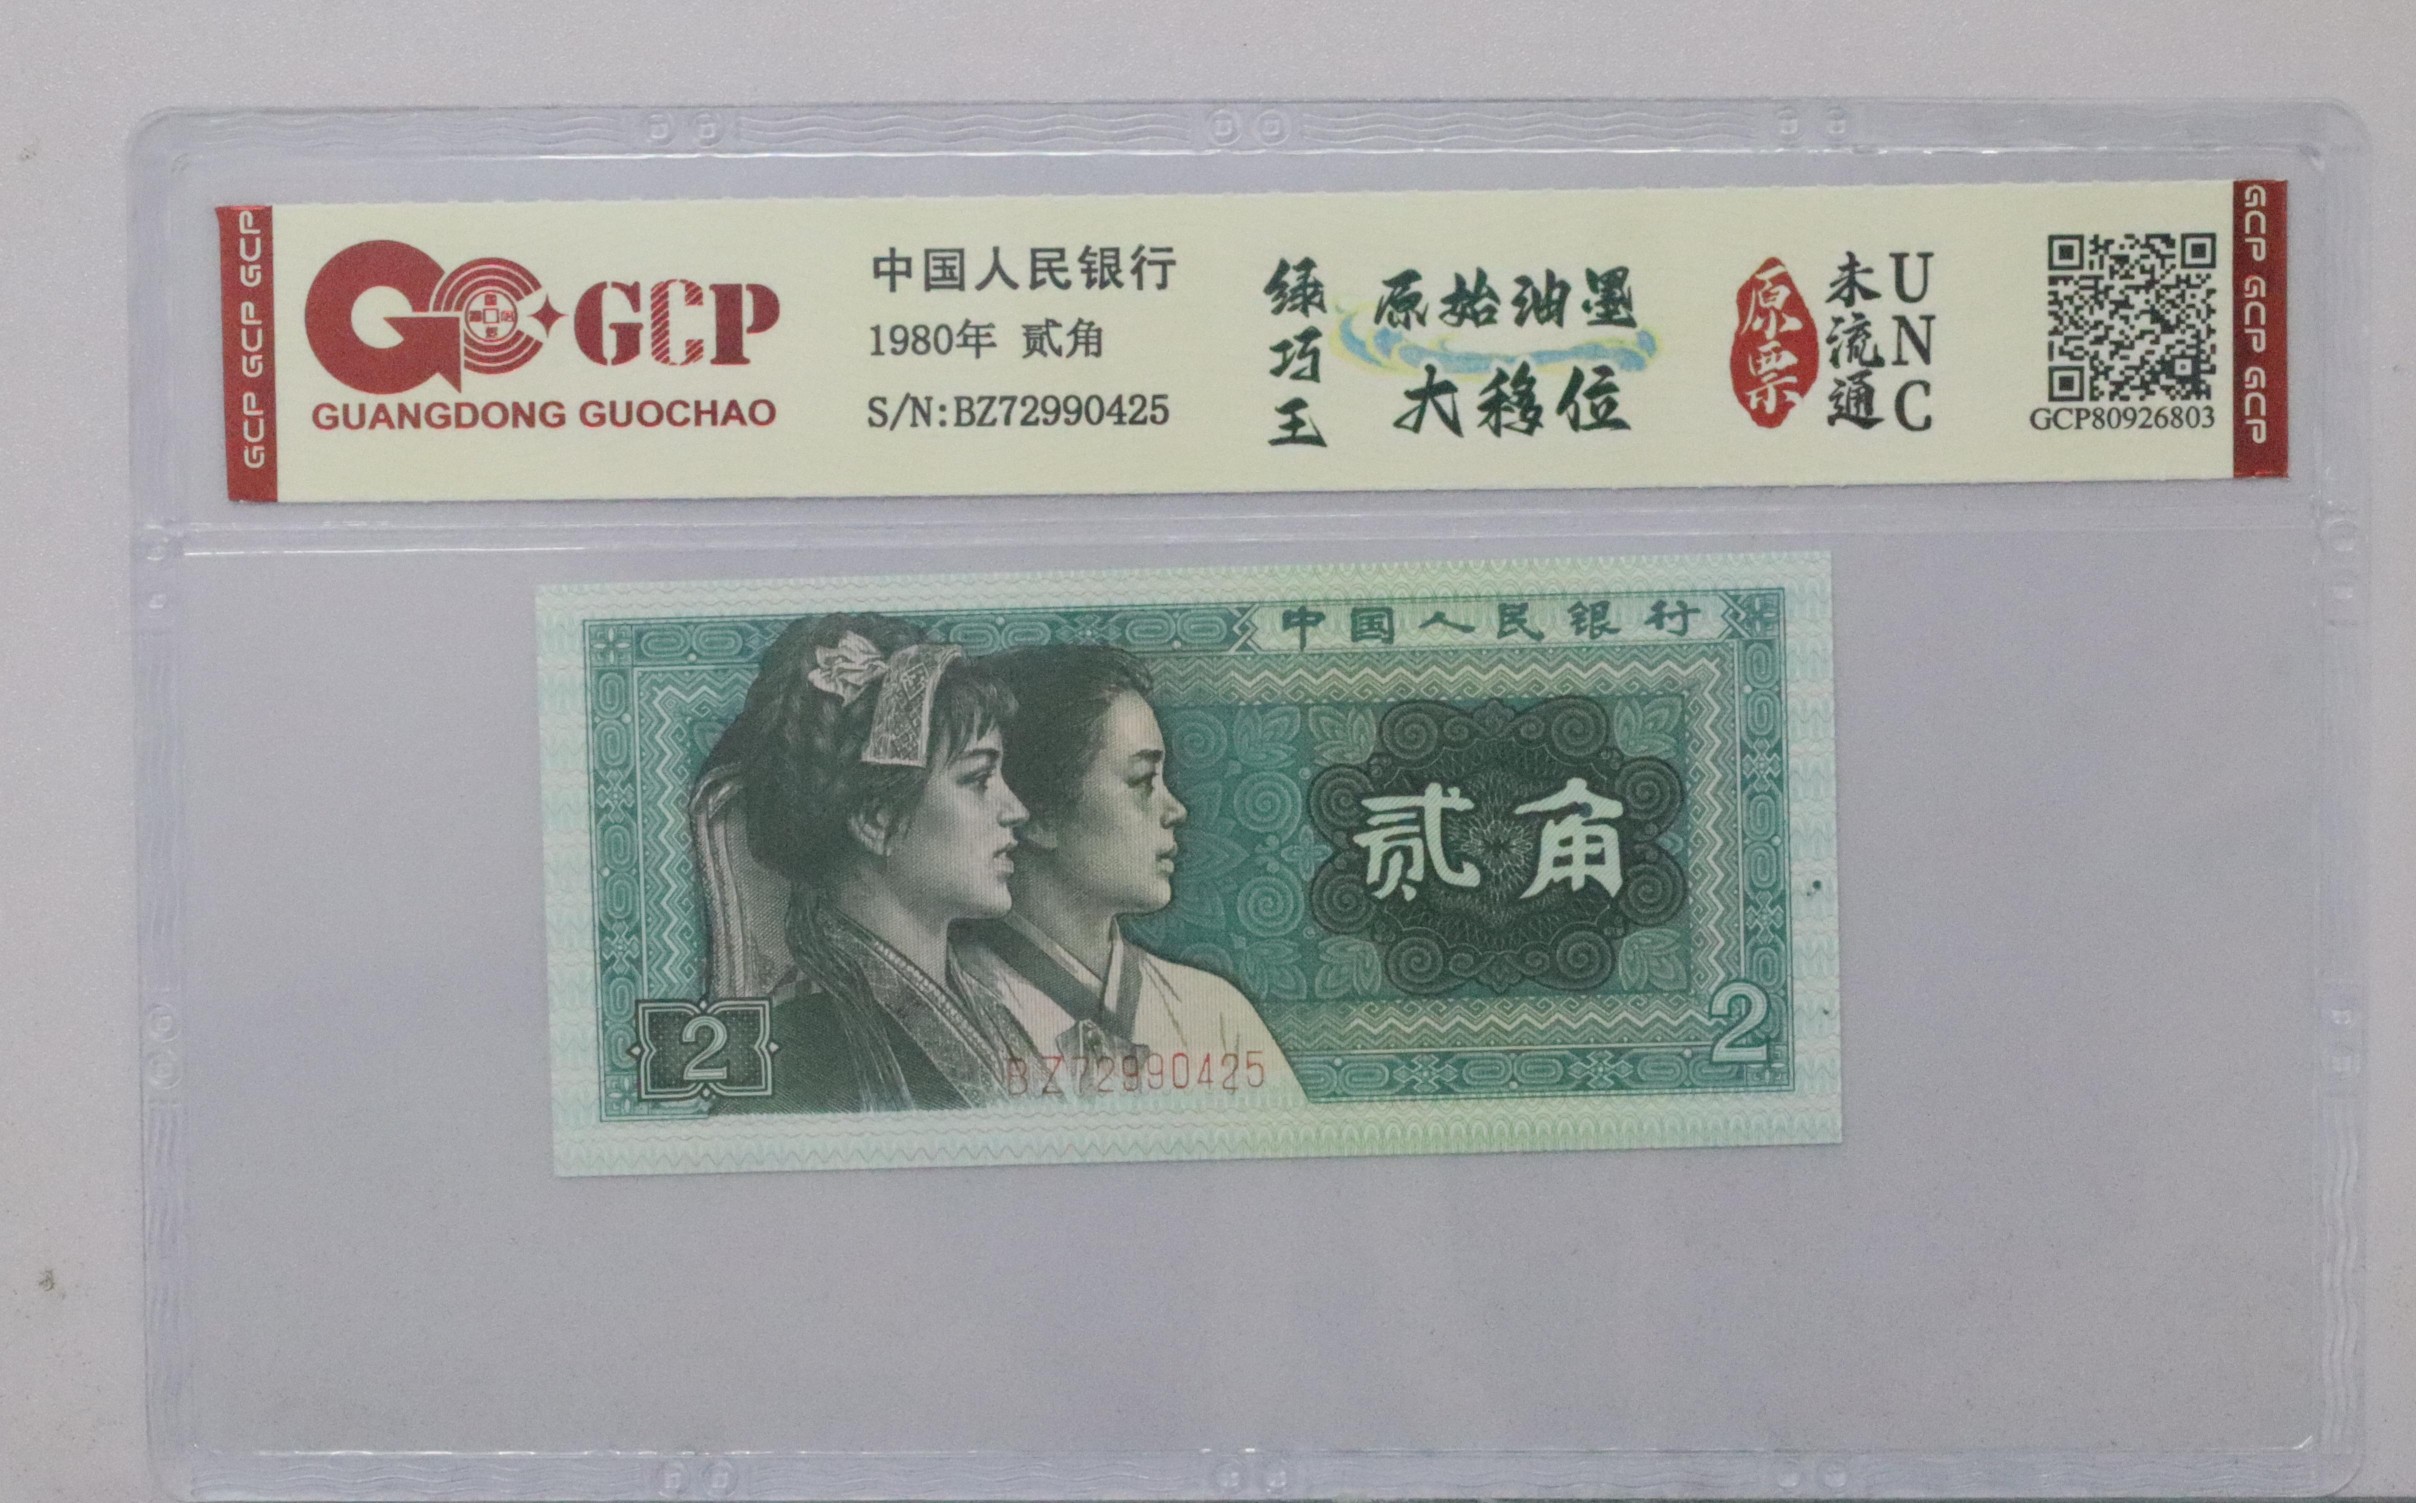 GCP GCP GCP
GCP
GUANGDONG GUOCHAO
中国人民银行
1980年 贰角
S/N:BZ72990425
绿巧王
原始油墨
大移位
原票
未流通
UNC
GCP80926803
GCP GCP GCP
中国人民银行
贰角
2
2
BZ72990425